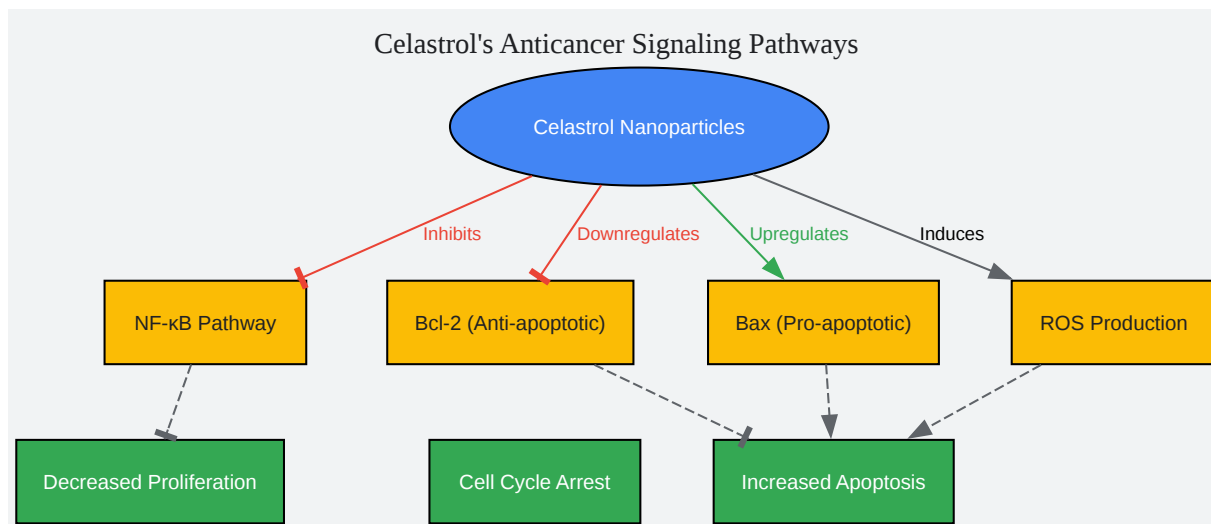 Celastrol's Anticancer Signaling Pathways
Celastrol Nanoparticles
Inhibits
Downregulates
Upregulates
Induces
NF-κB Pathway
Bcl-2 (Anti-apoptotic)
Bax (Pro-apoptotic)
ROS Production
Decreased Proliferation
Cell Cycle Arrest
Increased Apoptosis